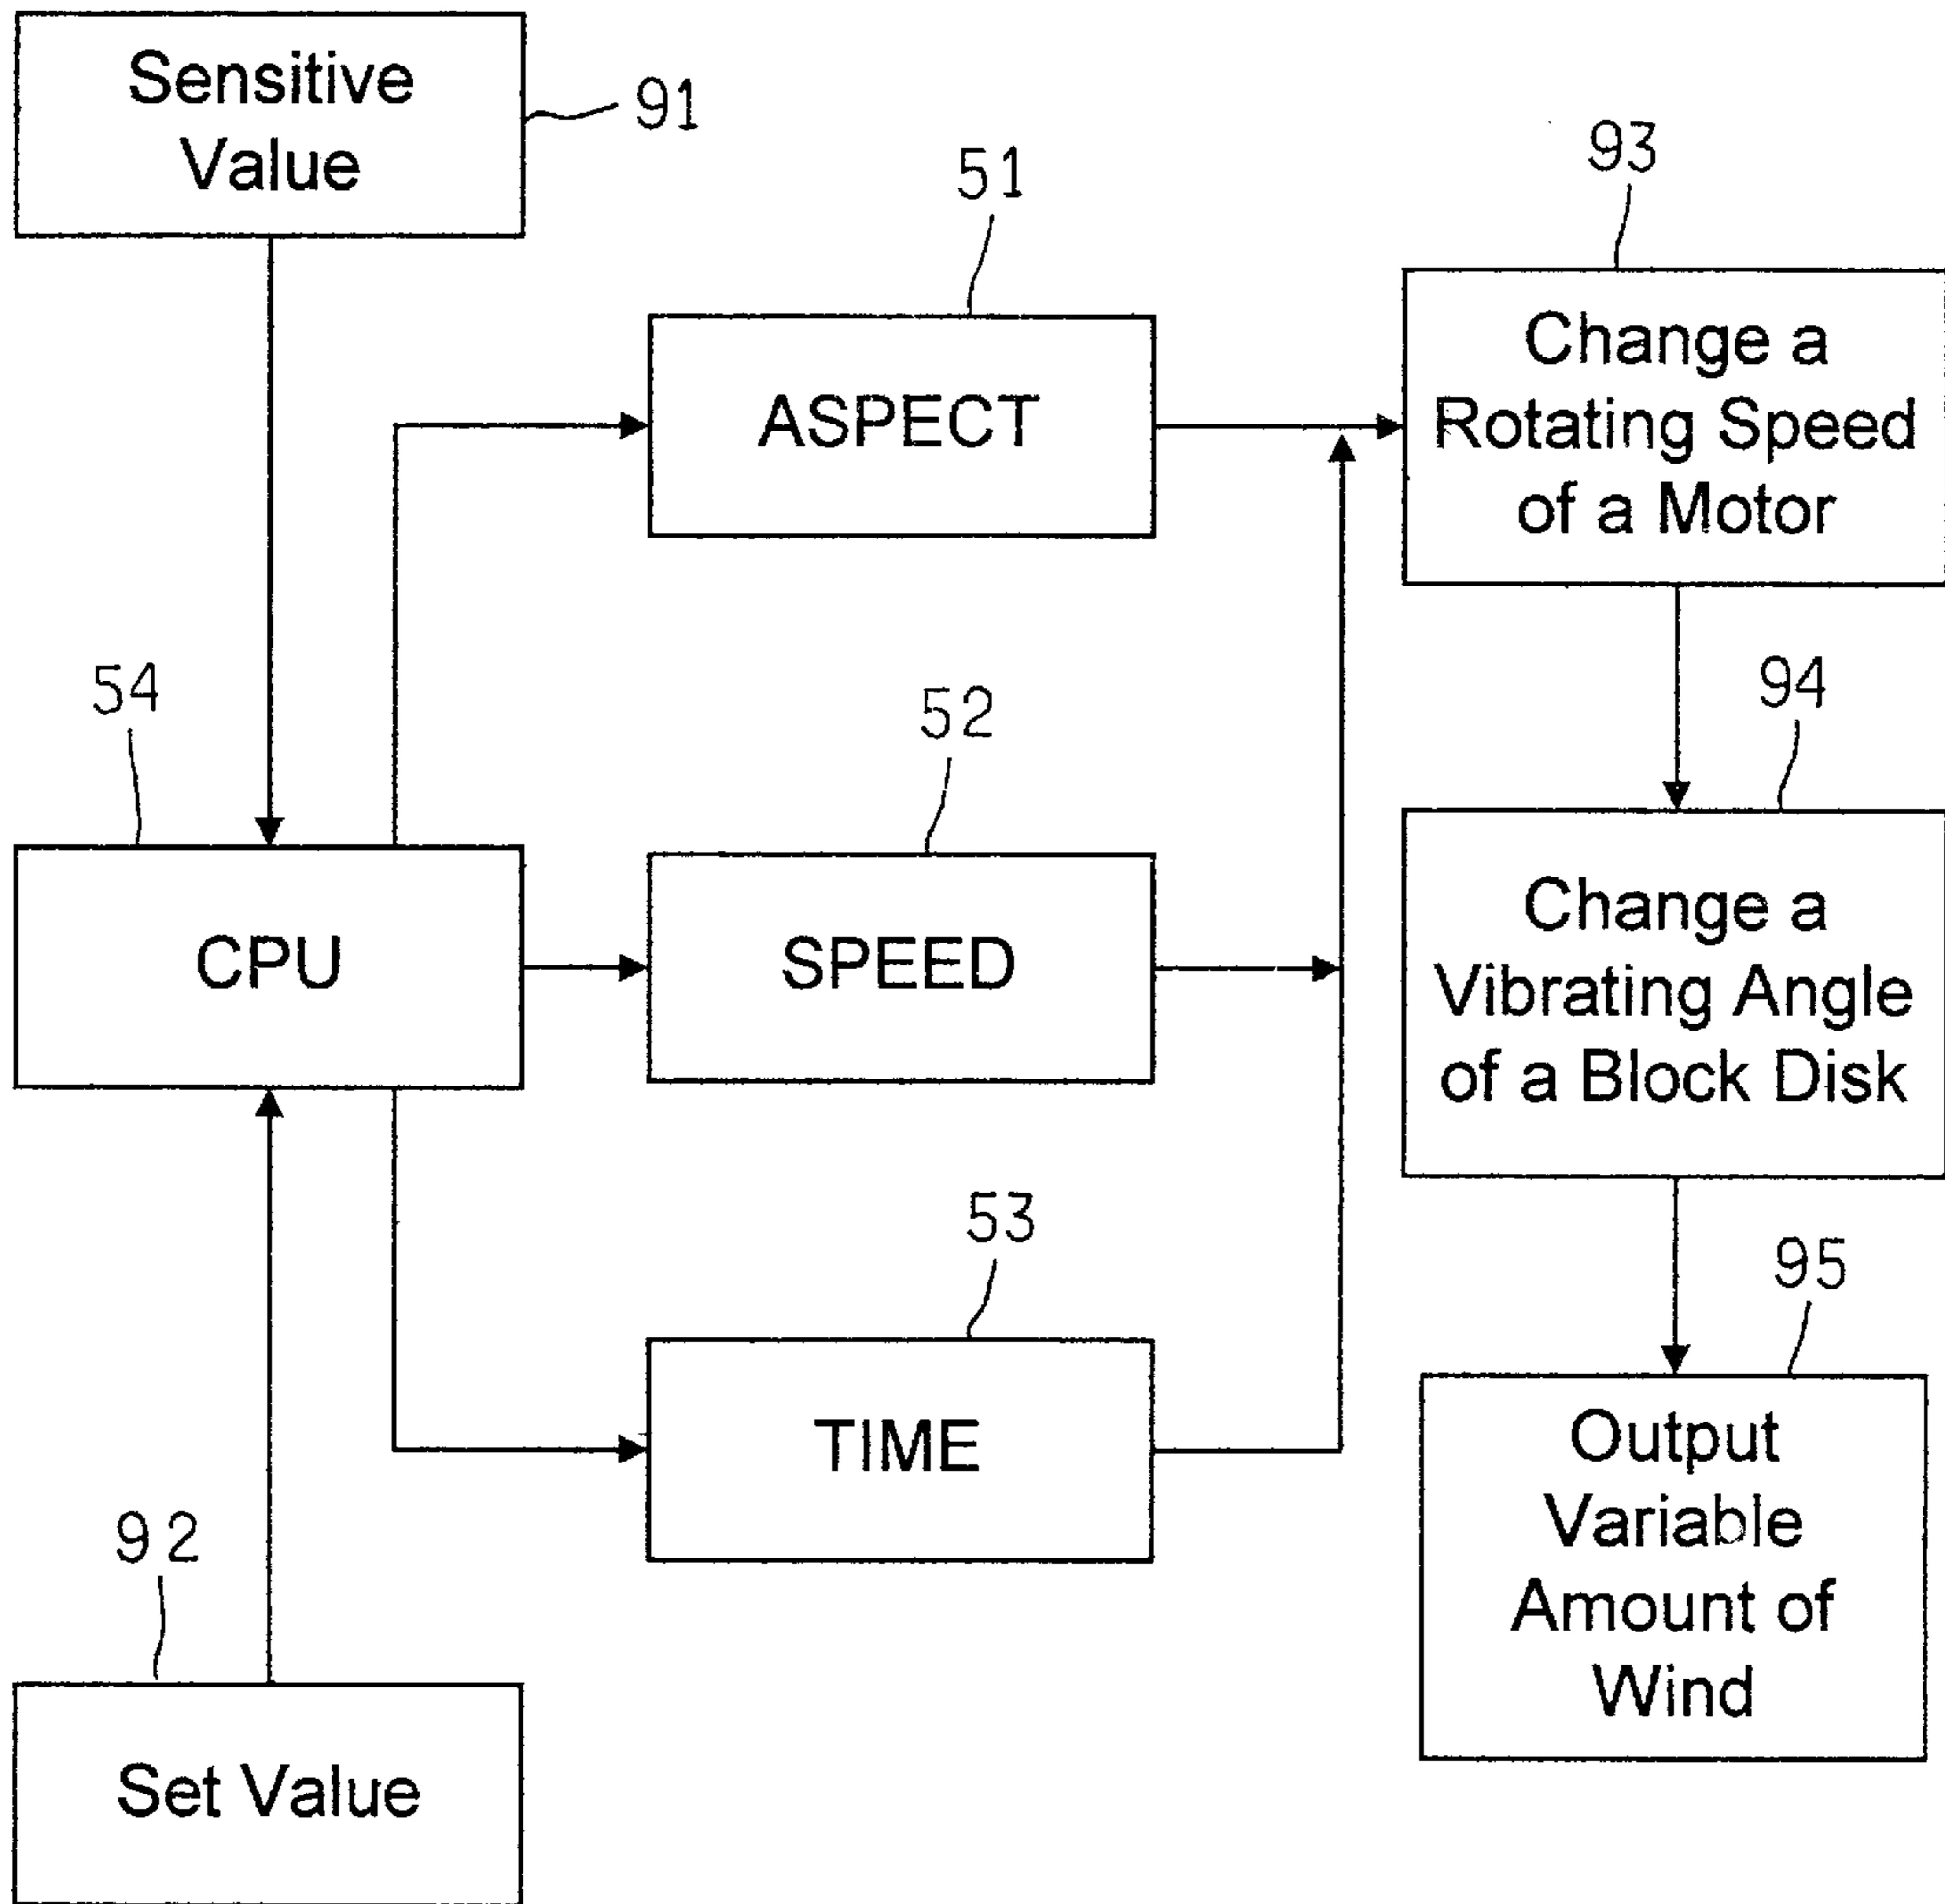 Sensitive
Value
91
51
ASPECT
93
Change a
Rotating Speed
of a Motor
54
CPU
52
SPEED
94
Change a
Vibrating Angle
of a Block Disk
53
TIME
95
Output
Variable
Amount of
Wind
92
Set Value